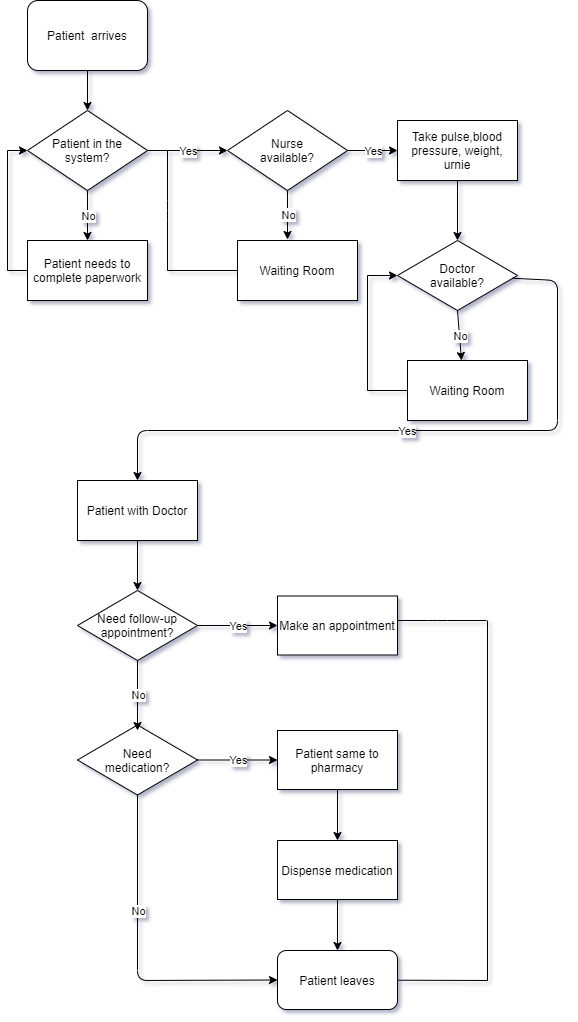 Patient arrives
Patient in the
system?
Yes
Nurse
available?
Yes
Take pulse,blood
pressure, weight,
urnie
No
No
Patient needs to
complete paperwork
Waiting Room
Doctor
available?
No
Waiting Room
Yes
Patient with Doctor
Need follow-up
appointment?
Yes
Make an appointment
No
Need
medication?
Yes
Patient same to
pharmacy
Dispense medication
No
Patient leaves